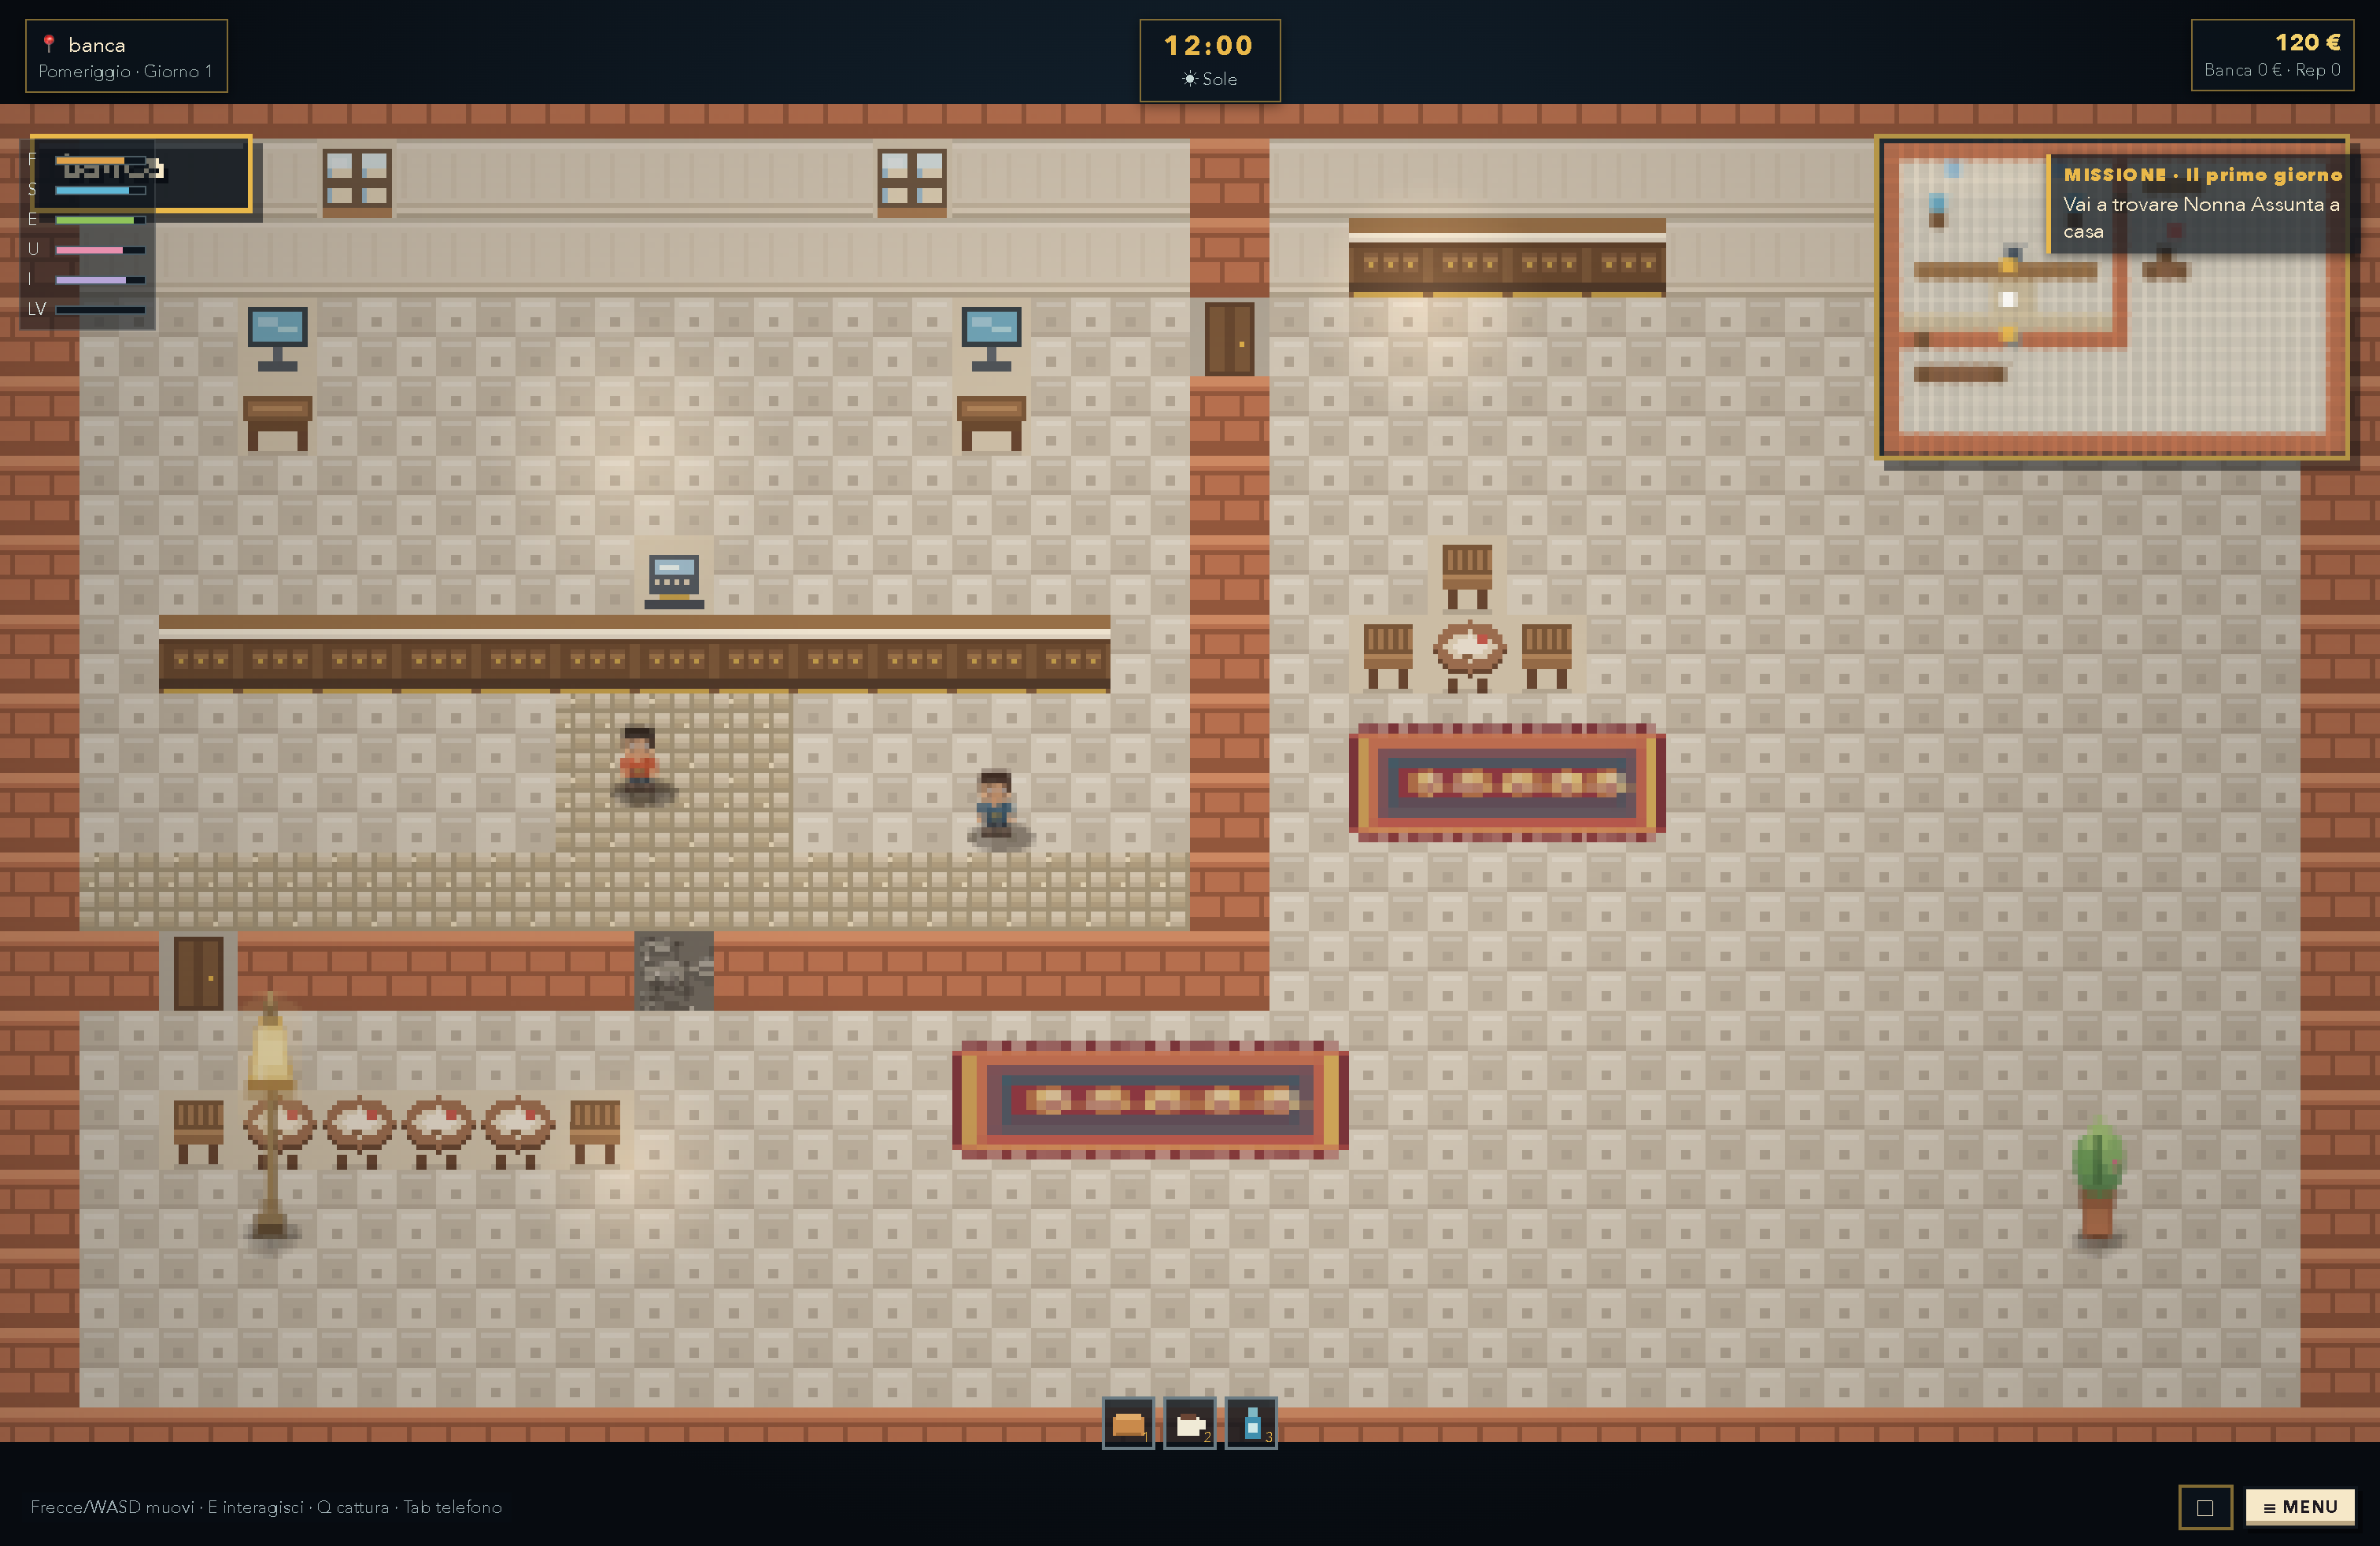 banca
Pomeriggio · Giorno 1
12:00
☀ Sole
120 €
Banca 0 € · Rep 0
F
S
E
U
I
LV
MISSIONE · Il primo giorno
Vai a trovare Nonna Assunta a
casa
1
2
3
Frecce/WASD muovi · E interagisci · Q cattura · Tab telefono
≡ MENU